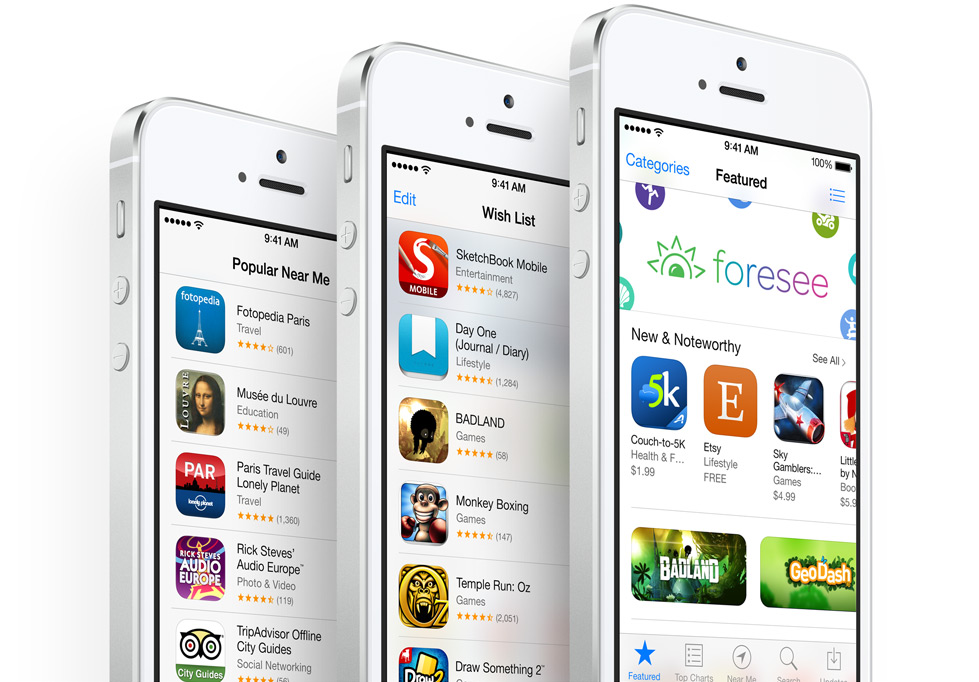 9:41 AM
Popular Near Me
fotopedia
Fotopedia Paris
Travel
(601)
LOUVRE
Musée du Louvre
Education
(49)
PAR
lonely planet
Paris Travel Guide
Lonely Planet
Travel
(1,360)
RICK STEVES'
AUDIO
EUROPE
Rick Steves'
Audio Europe™
Photo & Video
(119)
City Guides
TripAdvisor Offline
City Guides
Social Networking
(56)
9:41 AM
Edit
Wish List
S
MOBILE
SketchBook Mobile
Entertainment
(4,827)
Day One
(Journal / Diary)
Lifestyle
(1,284)
BADLAND
Games
(58)
Monkey Boxing
Games
(147)
Temple Run: Oz
Games
(2,051)
Draw
Draw Something 2™
Games
9:41 AM
100%
Categories
Featured
foresee
New & Noteworthy
See All >
5k
Couch-to-5K
Health & F...
$1.99
E
Etsy
Lifestyle
FREE
Sky
Gamblers:...
Games
$4.99
Little
by N
Boo
$5.9
BADLAND
GeoDash
Featured
Top Charts
Near Me
Search
Updates